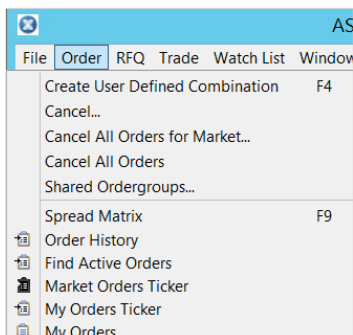 AS
File Order RFQ Trade Watch List Window
Create User Defined Combination F4
Cancel...
Cancel All Orders for Market...
Cancel All Orders
Shared Ordergroups...
Spread Matrix F9
Order History
Find Active Orders
Market Orders Ticker
My Orders Ticker
My Orders